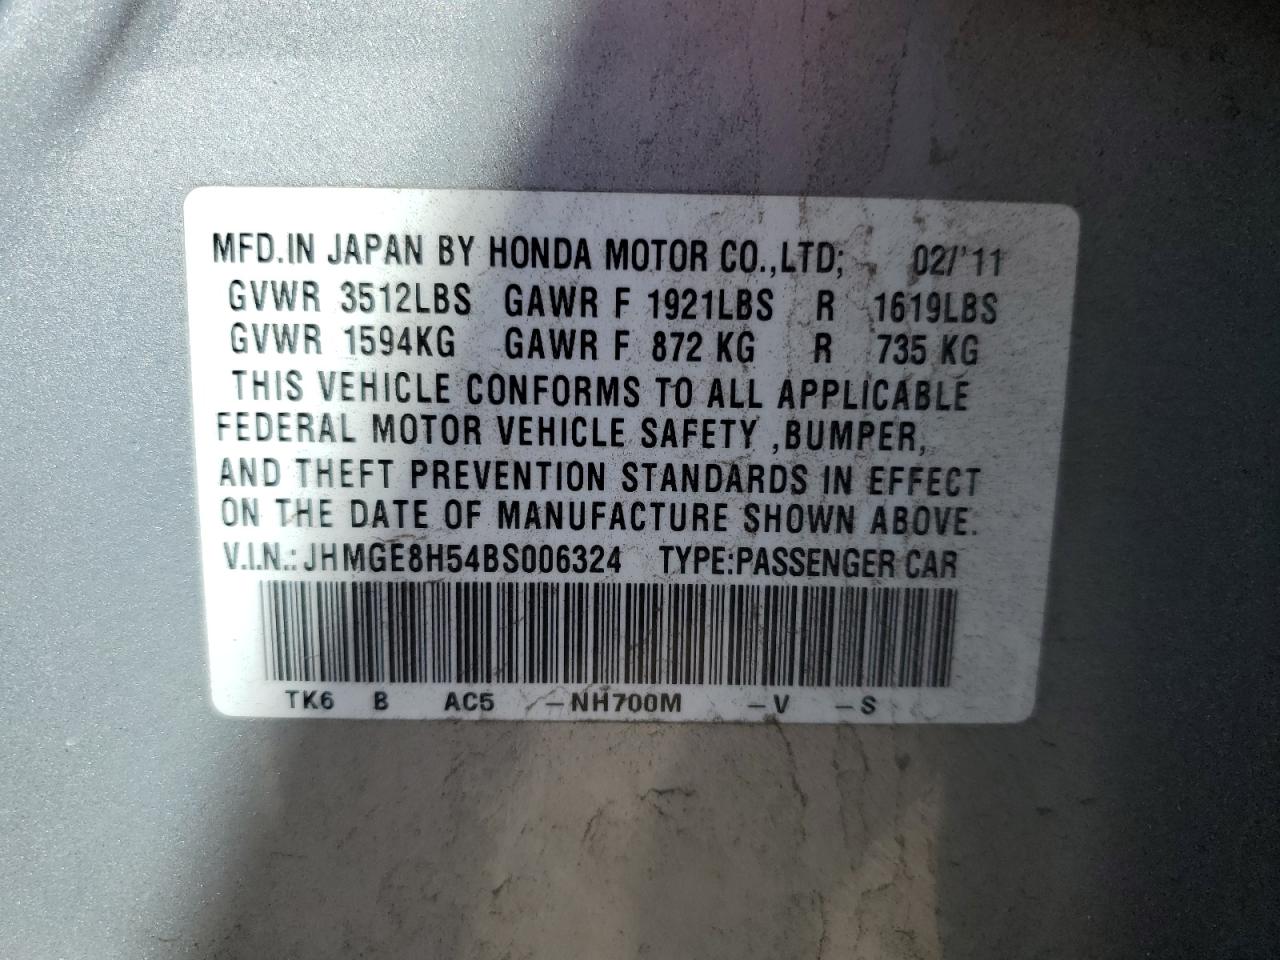 MFD.IN JAPAN BY HONDA MOTOR CO.,LTD; 02/'11
GVWR 3512LBS GAWR F 1921LBS R 1619LBS
GVWR 1594KG GAWR F 872 KG R 735 KG
THIS VEHICLE CONFORMS TO ALL APPLICABLE
FEDERAL MOTOR VEHICLE SAFETY ,BUMPER,
AND THEFT PREVENTION STANDARDS IN EFFECT
ON THE DATE OF MANUFACTURE SHOWN ABOVE.
V.I.N.: JHMGE8H54BS006324 TYPE:PASSENGER CAR
TK6 B AC5 -NH700M -V -S